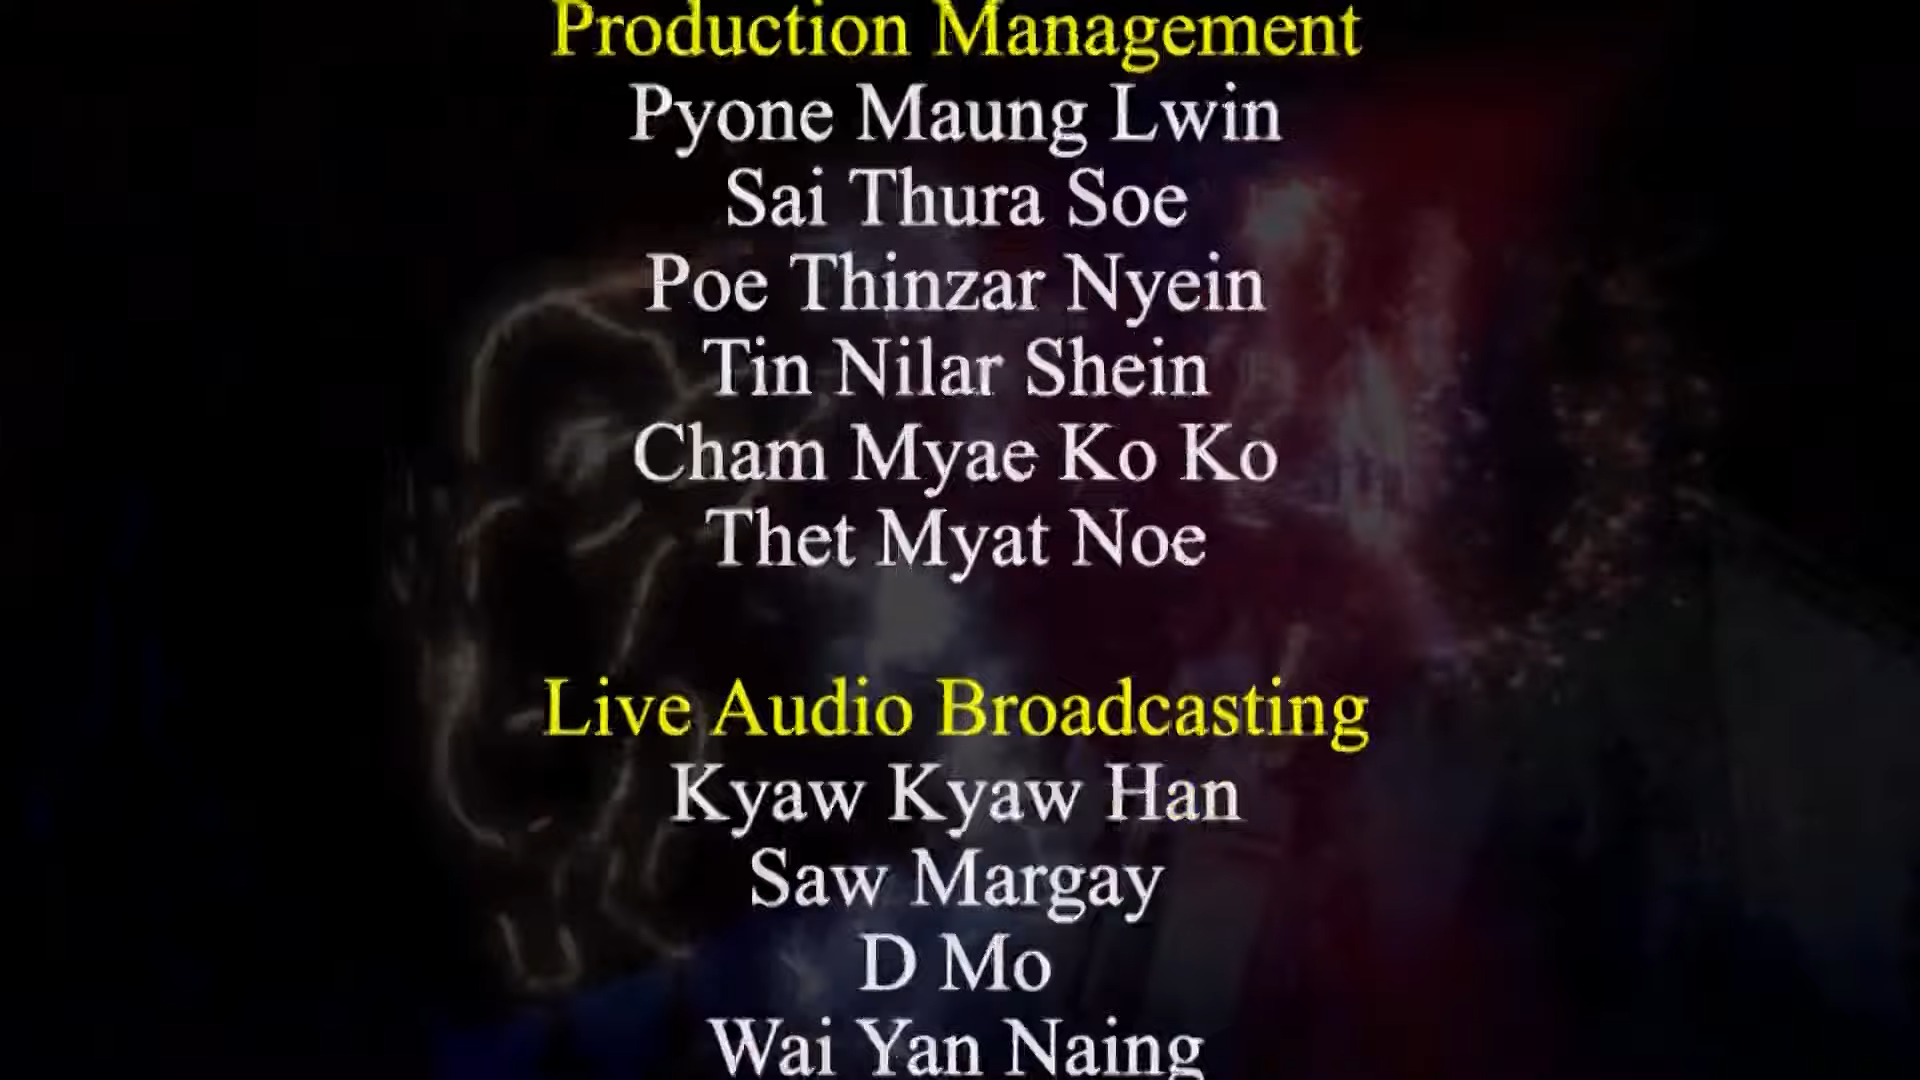 Production Management
Pyone Maung Lwin
Sai Thura Soe
Poe Thinzar Nyein
Tin Nilar Shein
Cham Myae Ko Ko
Thet Myat Noe
Live Audio Broadcasting
Kyaw Kyaw Han
Saw Margay
D Mo
Wai Yan Naing